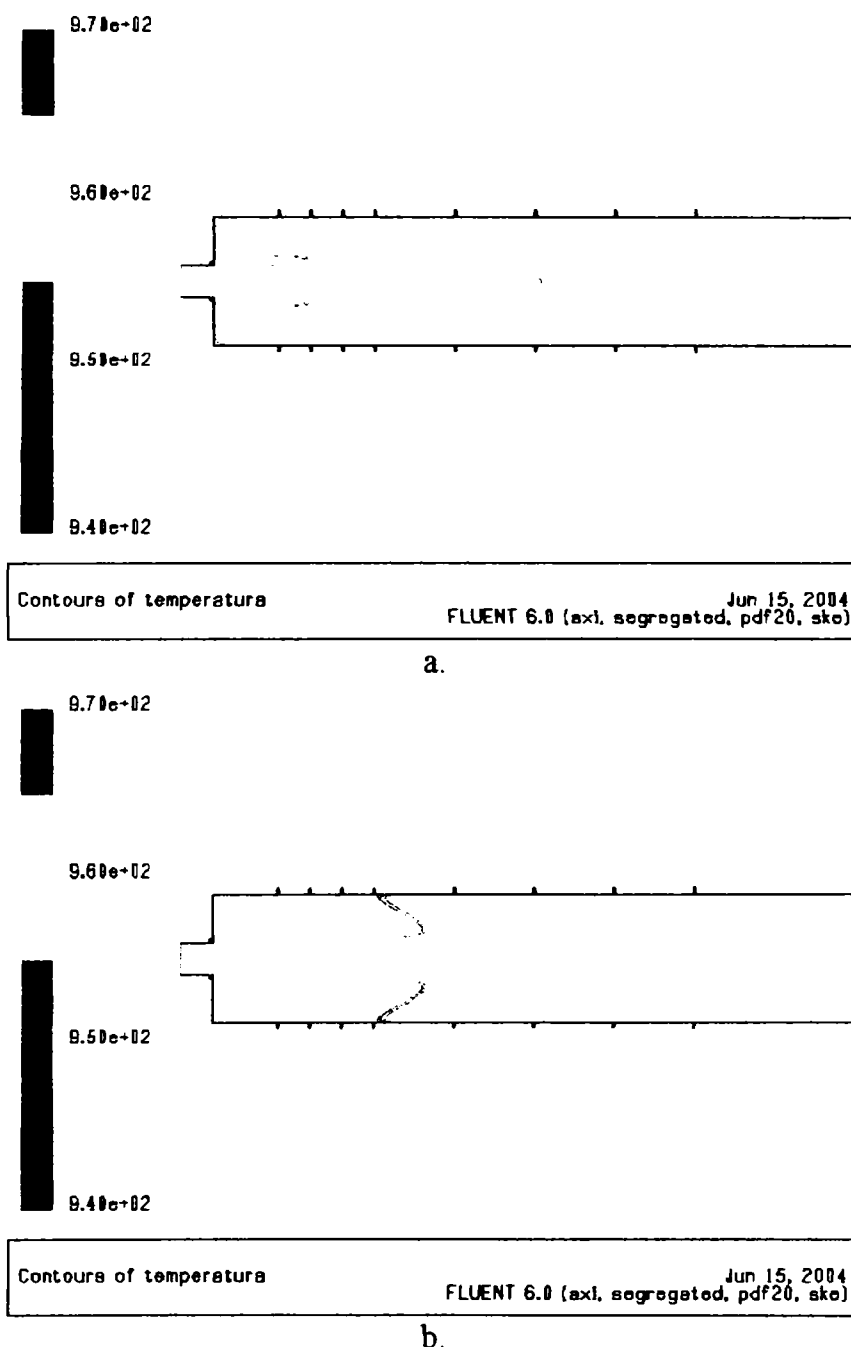 9.70e+02
9.60e+02
9.50e+02
9.40e+02
Contours of temperatura
Jun 15, 2004
FLUENT 6.0 (axi, segregated, pdf20, ske)
a.
9.70e+02
9.60e+02
9.50e+02
9.40e+02
Contours of temperatura
Jun 15, 2004
FLUENT 6.0 (axi, segregated, pdf20, ske)
b.